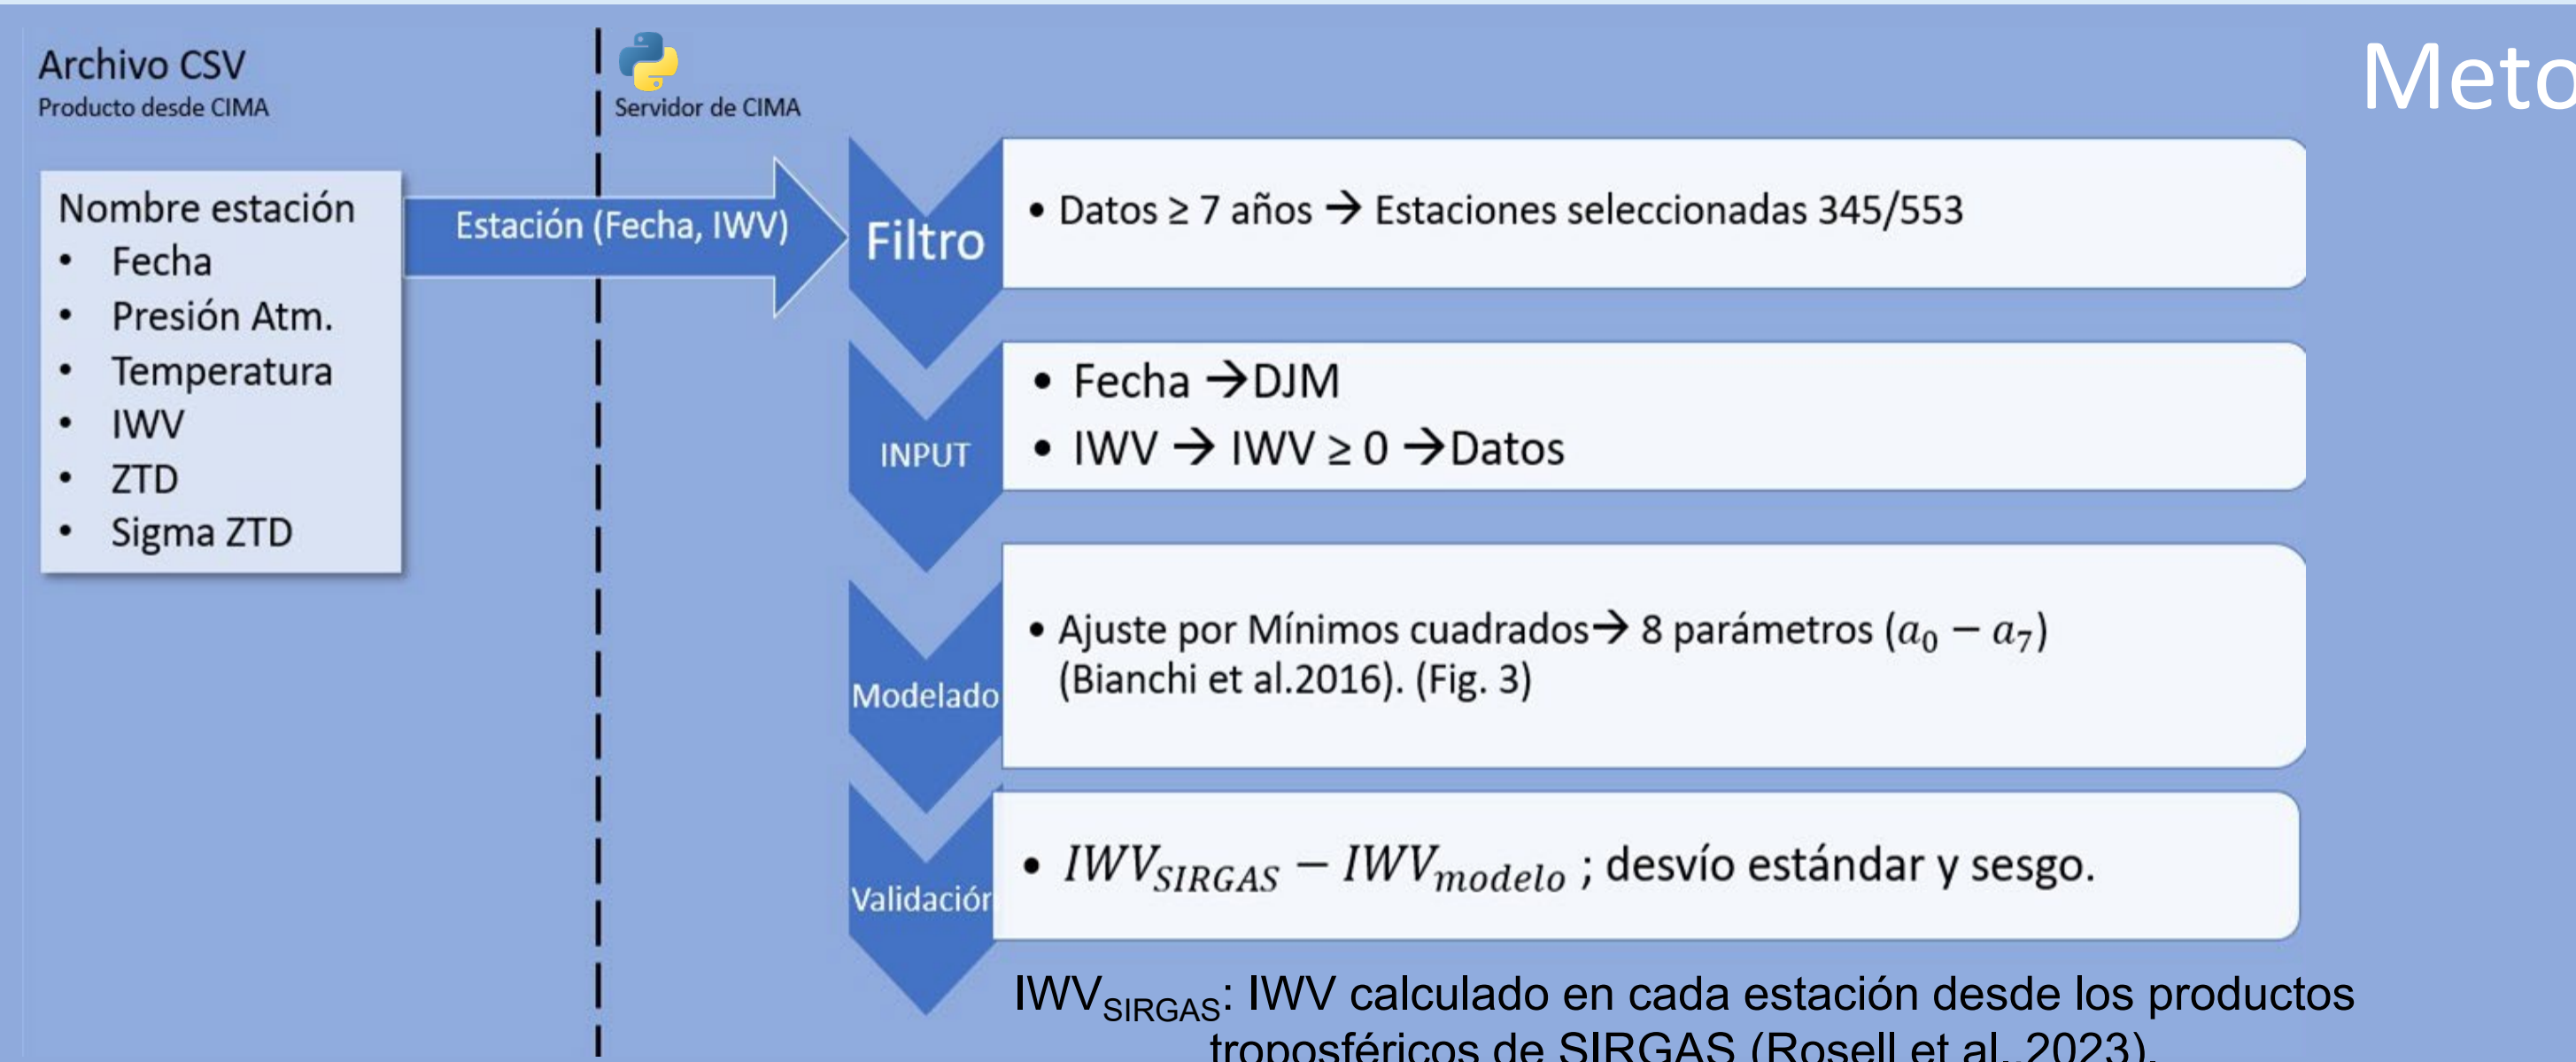 Meto
Archivo CSV
Producto desde CIMA
Servidor de CIMA
Nombre estación
• Fecha
• Presión Atm.
• Temperatura
• IWV
• ZTD
• Sigma ZTD
Estación (Fecha, IWV)
Filtro
• Datos ≥ 7 años → Estaciones seleccionadas 345/553
INPUT
• Fecha →DJM
• IWV → IWV ≥ 0 →Datos
Modelado
• Ajuste por Mínimos cuadrados→ 8 parámetros (a₀ − a₇)
(Bianchi et al.2016). (Fig. 3)
Validación
• IWV_SIRGAS − IWV_modelo ; desvío estándar y sesgo.
IWV_SIRGAS: IWV calculado en cada estación desde los productos
troposféricos de SIRGAS (Rosell et al.,2023).